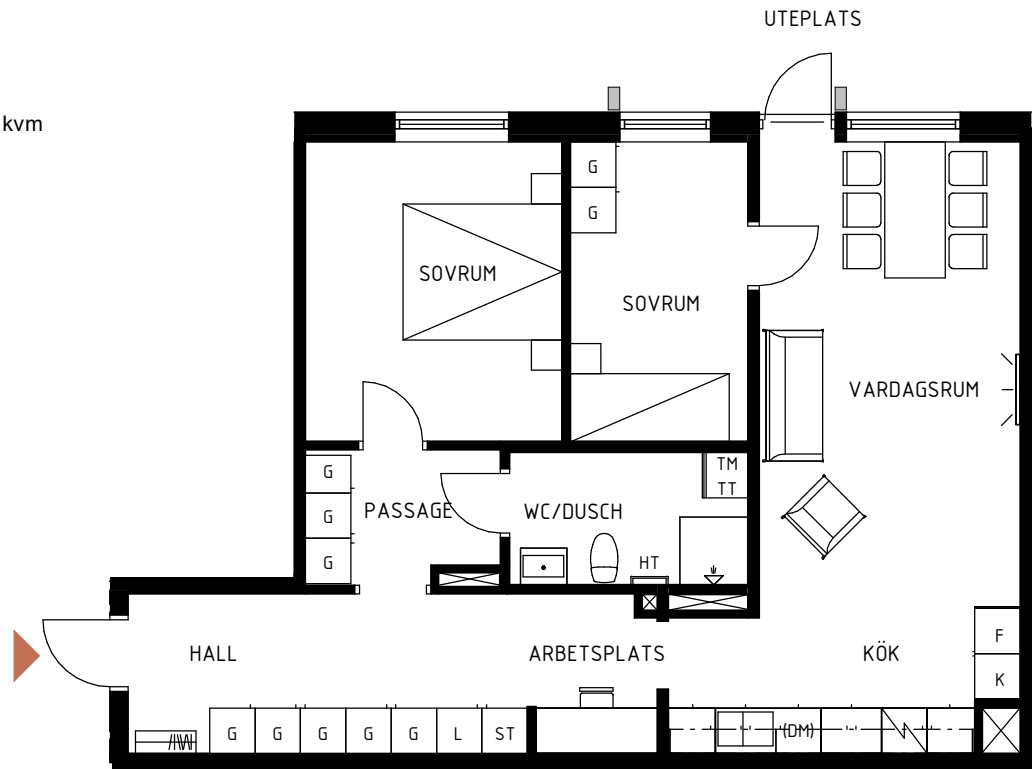 UTEPLATS
kvm
G
G
SOVRUM
SOVRUM
VARDAGSRUM
G
TM
TT
G
PASSAGE
WC/DUSCH
G
HT
HALL
ARBETSPLATS
KÖK
F
K
G
G
G
G
G
L
ST
(DM)